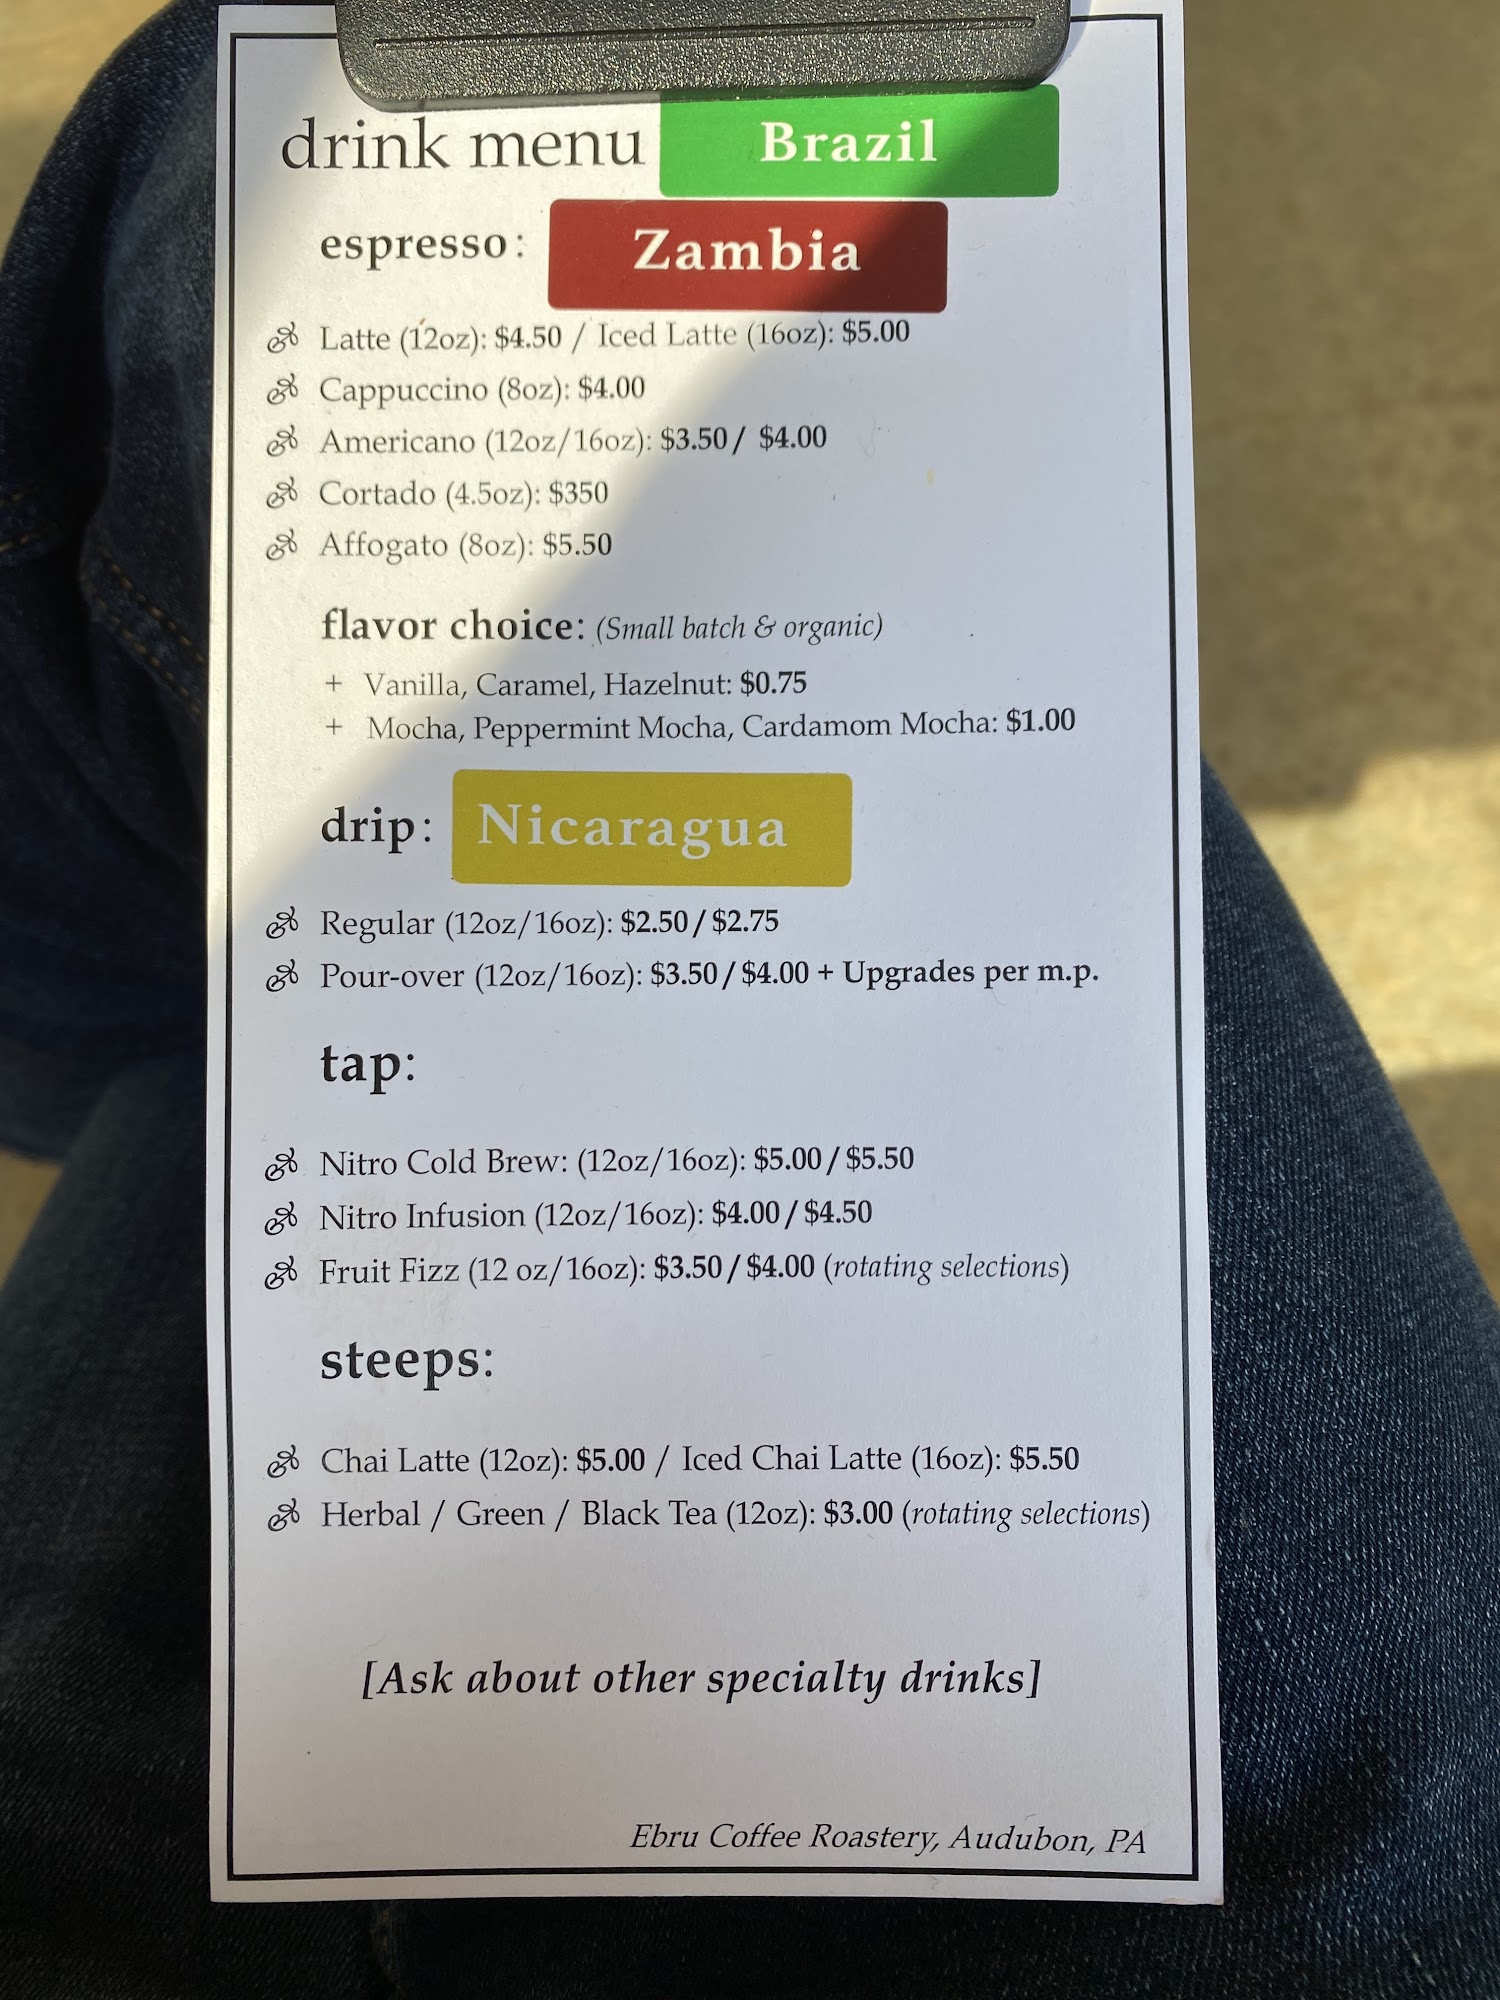 drink menu Brazil
espresso: Zambia
Latte (12oz): $4.50 / Iced Latte (16oz): $5.00
Cappuccino (8oz): $4.00
Americano (12oz/16oz): $3.50 / $4.00
Cortado (4.5oz): $350
Affogato (8oz): $5.50
flavor choice: (Small batch & organic)
+ Vanilla, Caramel, Hazelnut: $0.75
+ Mocha, Peppermint Mocha, Cardamom Mocha: $1.00
drip: Nicaragua
Regular (12oz/16oz): $2.50 / $2.75
Pour-over (12oz/16oz): $3.50 / $4.00 + Upgrades per m.p.
tap:
Nitro Cold Brew: (12oz/16oz): $5.00 / $5.50
Nitro Infusion (12oz/16oz): $4.00 / $4.50
Fruit Fizz (12 oz/16oz): $3.50 / $4.00 (rotating selections)
steeps:
Chai Latte (12oz): $5.00 / Iced Chai Latte (16oz): $5.50
Herbal / Green / Black Tea (12oz): $3.00 (rotating selections)
[Ask about other specialty drinks]
Ebru Coffee Roastery, Audubon, PA